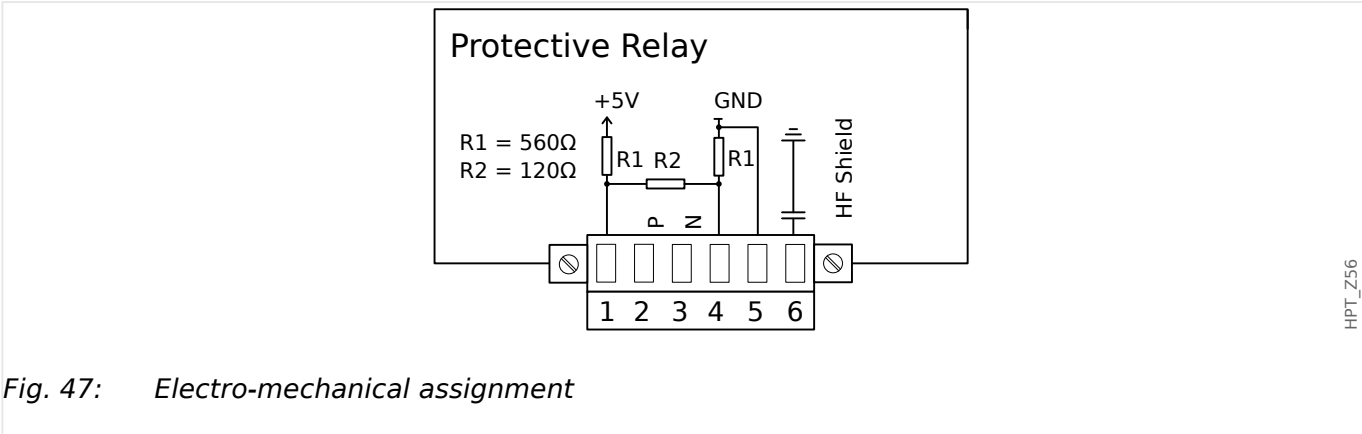 Protective Relay
+5V GND
R1 = 560Ω
R2 = 120Ω
R1 R2 R1
HF Shield
P N
1 2 3 4 5 6
HPT_Z56
Fig. 47: Electro-mechanical assignment